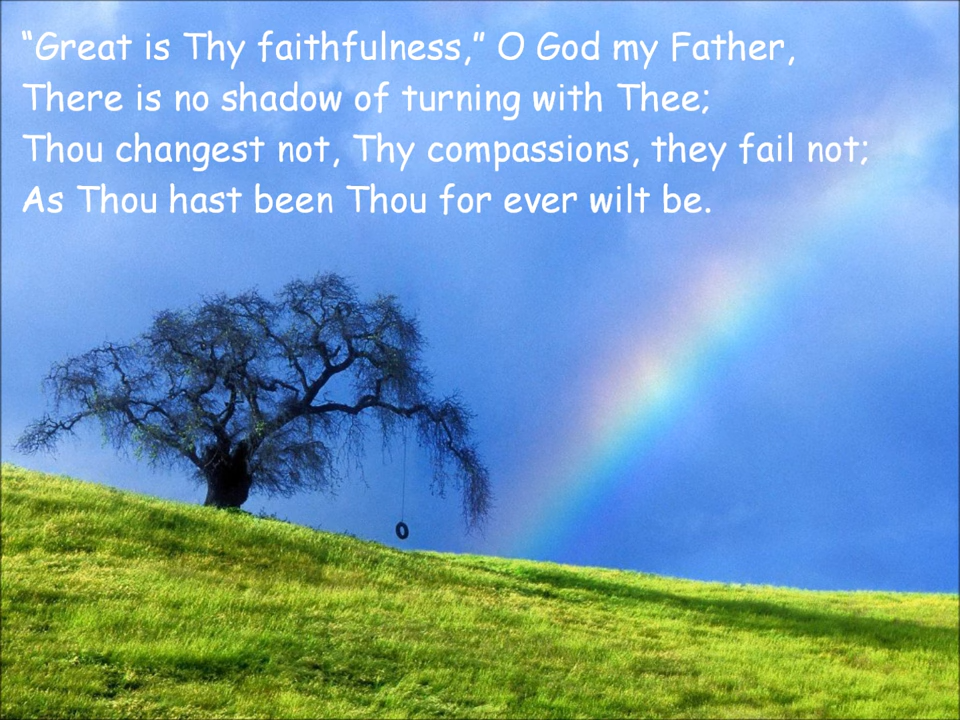 “Great is Thy faithfulness,” O God my Father,
There is no shadow of turning with Thee;
Thou changest not, Thy compassions, they fail not;
As Thou hast been Thou for ever wilt be.